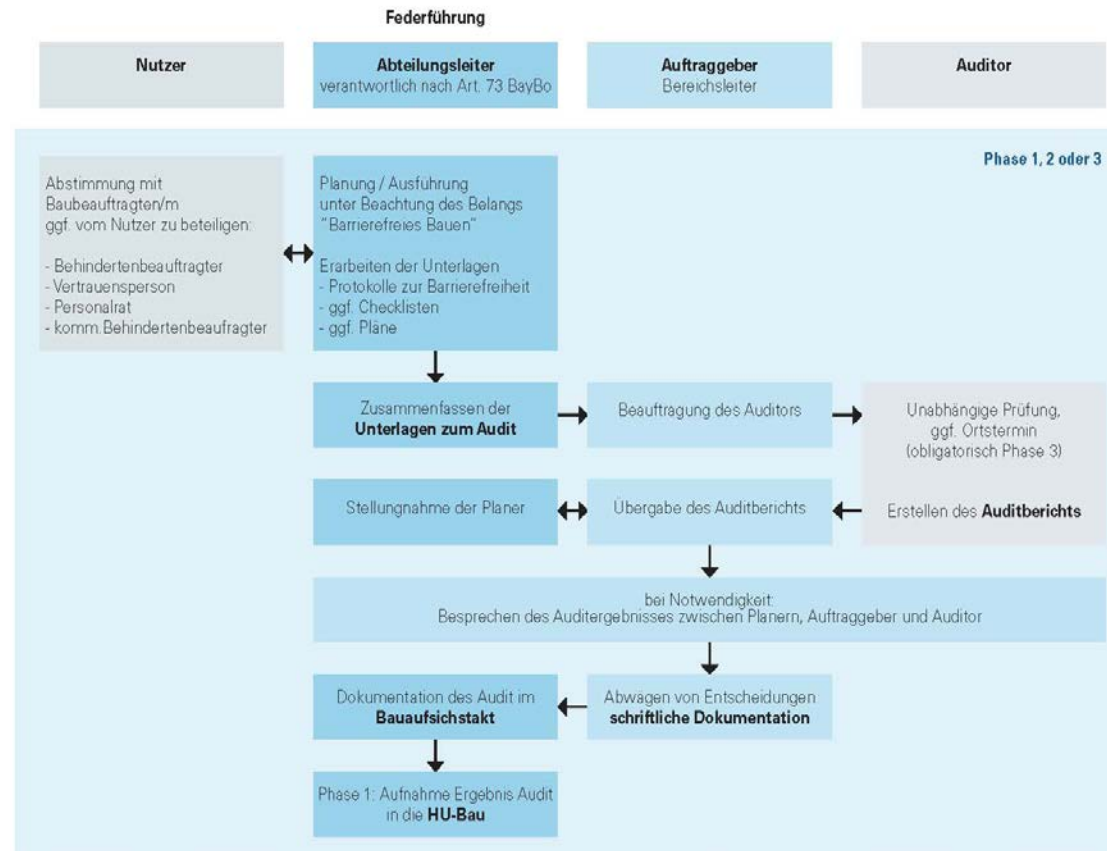 Federführung
Nutzer
Abteilungsleiter
verantwortlich nach Art. 73 BayBo
Auftraggeber
Bereichsleiter
Auditor
Phase 1, 2 oder 3
Abstimmung mit
Baubeauftragten/m
ggf. vom Nutzer zu beteiligen:
- Behindertenbeauftragter
- Vertrauensperson
- Personalrat
- komm.Behindertenbeaufragter
Planung / Ausführung
unter Beachtung des Belangs
"Barrierefreies Bauen"
Erarbeiten der Unterlagen
- Protokolle zur Barrierefreiheit
- ggf. Checklisten
- ggf. Pläne
Zusammenfassen der
Unterlagen zum Audit
Beauftragung des Auditors
Unabhängige Prüfung,
ggf. Ortstermin
(obligatorisch Phase 3)
Stellungnahme der Planer
Übergabe des Auditberichts
Erstellen des Auditberichts
bei Notwendigkeit:
Besprechen des Auditergebnisses zwischen Planern, Auftraggeber und Auditor
Dokumentation des Audit im
Bauaufsichstakt
Abwägen von Entscheidungen
schriftliche Dokumentation
Phase 1: Aufnahme Ergebnis Audit
in die HU-Bau